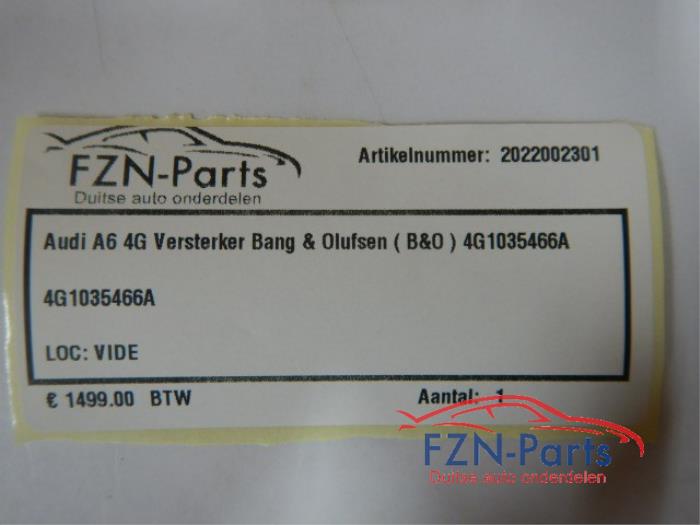 FZN-Parts
Duitse auto onderdelen
Artikelnummer: 2022002301
Audi A6 4G Versterker Bang & Olufsen ( B&O ) 4G1035466A
4G1035466A
LOC: VIDE
€ 1499.00 BTW
Aantal: 1
FZN-Parts
Duitse auto onderdelen